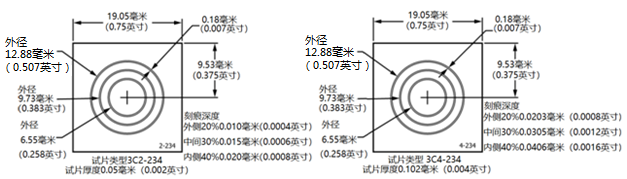 19.05毫米
(0.75英寸)
0.18毫米
(0.007英寸)
外径
12.88毫米
（0.507英寸）
9.53毫米
(0.375英寸)
外径
9.73毫米
(0.383英寸)
外径
6.55毫米
(0.258英寸)
刻痕深度
外侧20%0.010毫米(0.0004英寸)
中间30%0.015毫米(0.0006英寸)
内侧40%0.020毫米(0.0008英寸)
2-234
试片类型3C2-234
试片厚度0.05毫米（0.002英寸）
19.05毫米
(0.75英寸)
0.18毫米
(0.007英寸)
外径
12.88毫米
（0.507英寸）
9.53毫米
(0.375英寸)
外径
9.73毫米
(0.383英寸)
外径
6.55毫米
(0.258英寸)
刻痕深度
外侧20%0.0203毫米（0.0008英寸）
中间30%0.0305毫米（0.0012英寸）
内侧40%0.0406毫米（0.0016英寸）
4-234
试片类型 3C4-234
试片厚度0.102毫米（0.004英寸）